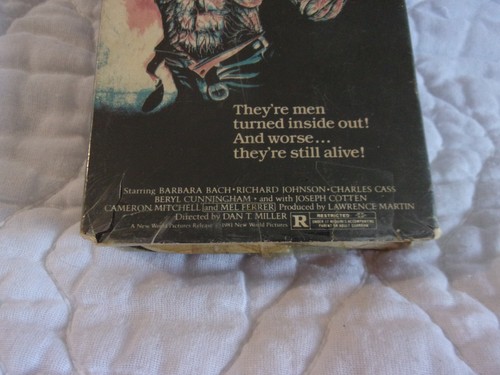 They're men
turned inside out!
And worse...
they're still alive!
Starring BARBARA BACH • RICHARD JOHNSON • CHARLES CASS
BERYL CUNNINGHAM • and with JOSEPH COTTEN
CAMERON MITCHELL [and MEL FERRER] Produced by LAWRENCE MARTIN
Directed by DAN T. MILLER
R RESTRICTED
A New World Pictures Release © 1981 New World Pictures